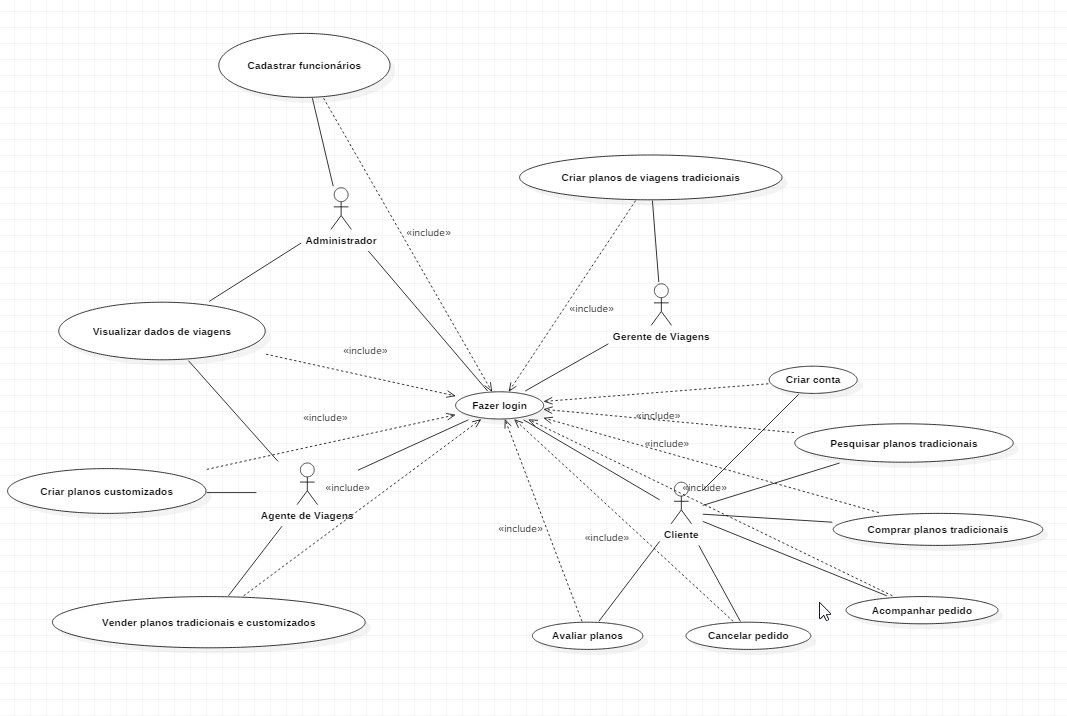 Cadastrar funcionários
Criar planos de viagens tradicionais
«include»
Administrador
«include»
Gerente de Viagens
Visualizar dados de viagens
«include»
Criar conta
Fazer login
«include»
«include»
Pesquisar planos tradicionais
«include»
Criar planos customizados
«include»
«include»
Agente de Viagens
«include»
Comprar planos tradicionais
Cliente
«include»
Acompanhar pedido
Vender planos tradicionais e customizados
Avaliar planos
Cancelar pedido